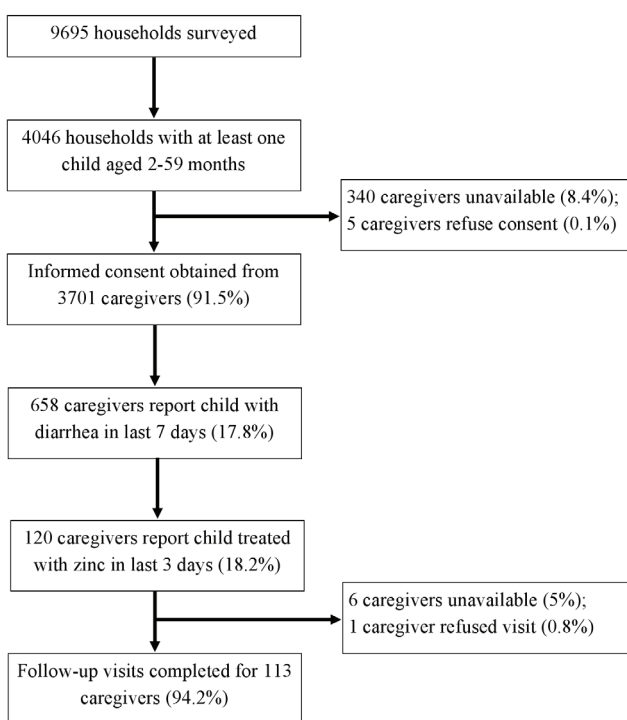 9695 households surveyed
4046 households with at least one
child aged 2-59 months
340 caregivers unavailable (8.4%);
5 caregivers refuse consent (0.1%)
Informed consent obtained from
3701 caregivers (91.5%)
658 caregivers report child with
diarrhea in last 7 days (17.8%)
120 caregivers report child treated
with zinc in last 3 days (18.2%)
6 caregivers unavailable (5%);
1 caregiver refused visit (0.8%)
Follow-up visits completed for 113
caregivers (94.2%)